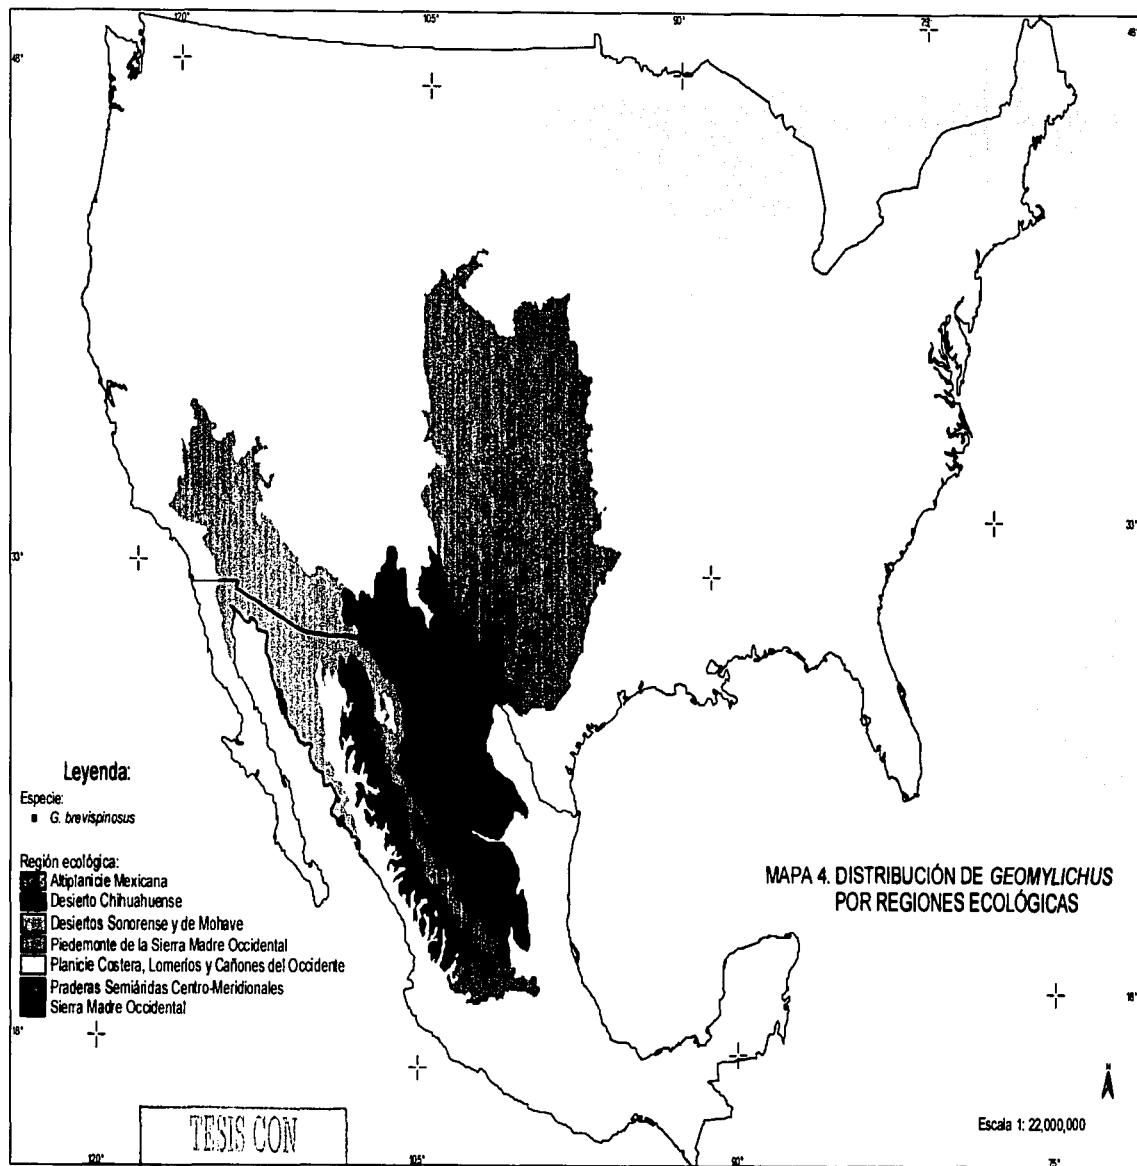 120° 105° 90° 75°
48° 48°
33° 33°
Leyenda:
Especie:
G. brevispinosus
Región ecológica:
Altiplanicie Mexicana
Desierto Chihuahuense
Desiertos Sonorense y de Mohave
Piedemonte de la Sierra Madre Occidental
Planicie Costera, Lomeríos y Cañones del Occidente
Praderas Semiáridas Centro-Meridionales
Sierra Madre Occidental
MAPA 4. DISTRIBUCIÓN DE GEOMYLICHUS
POR REGIONES ECOLÓGICAS
18° 18°
N
Escala 1: 22,000,000
TESIS CON
120° 105° 90° 75°